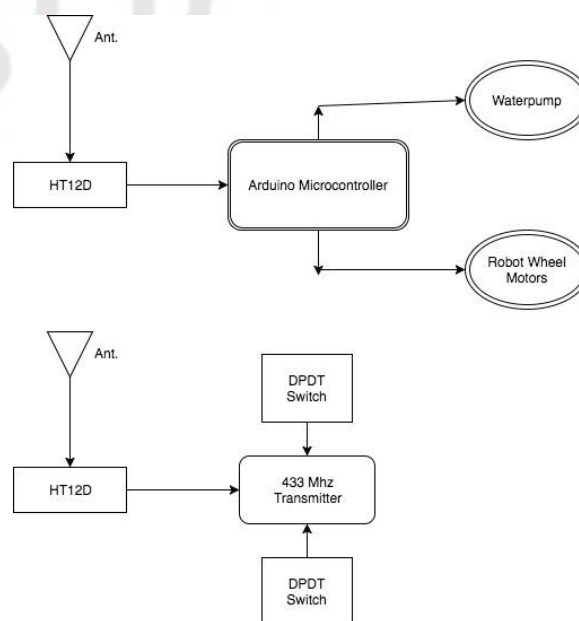 Ant.
Waterpump
HT12D
Arduino Microcontroller
Robot Wheel
Motors
Ant.
DPDT
Switch
HT12D
433 Mhz
Transmitter
DPDT
Switch